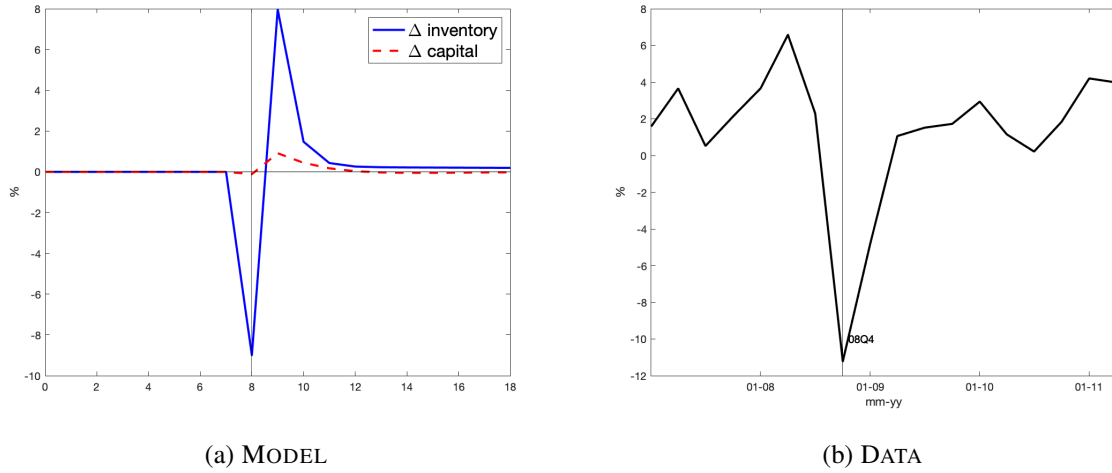 8
6
4
2
0
-2
-4
-6
-8
-10
%
0 2 4 6 8 10 12 14 16 18
Δ inventory
Δ capital
(a) MODEL
8
6
4
2
0
-2
-4
-6
-8
-10
-12
%
08Q4
01-08 01-09 01-10 01-11
mm-yy
(b) DATA